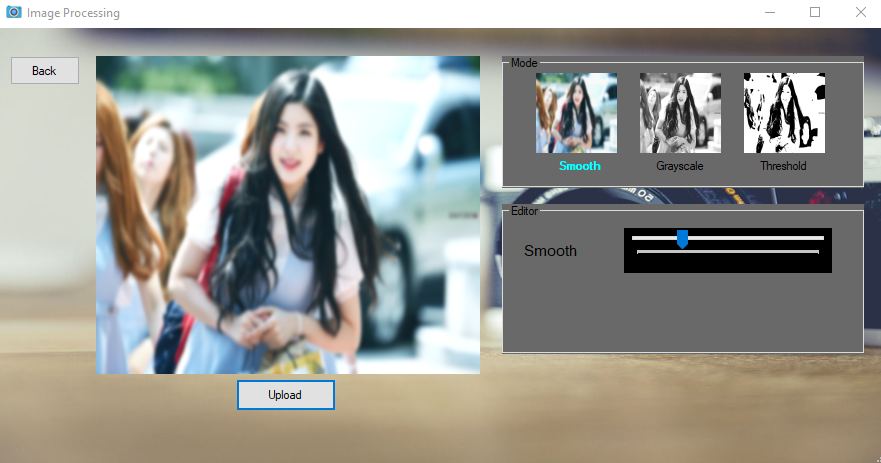 Image Processing
Back
Mode
Smooth
Grayscale
Threshold
Editor
Smooth
Upload